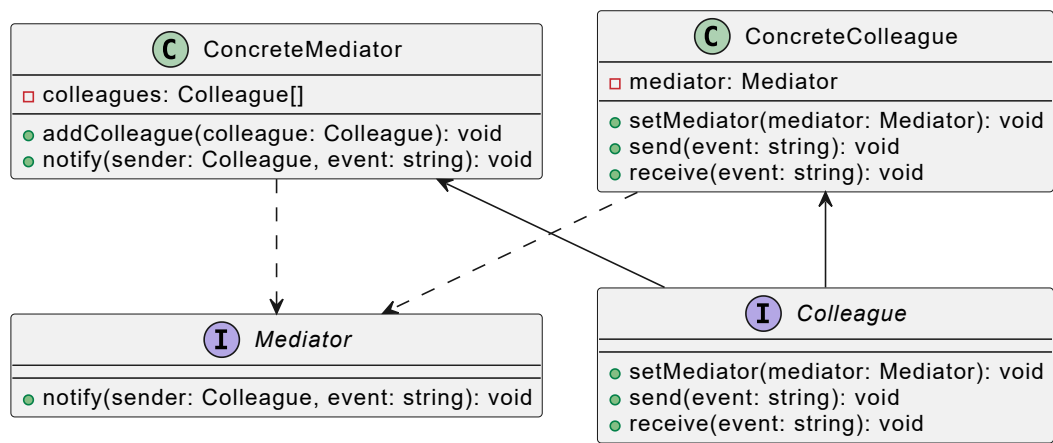 C ConcreteMediator
colleagues: Colleague[]
addColleague(colleague: Colleague): void
notify(sender: Colleague, event: string): void
C ConcreteColleague
mediator: Mediator
setMediator(mediator: Mediator): void
send(event: string): void
receive(event: string): void
I Mediator
notify(sender: Colleague, event: string): void
I Colleague
setMediator(mediator: Mediator): void
send(event: string): void
receive(event: string): void